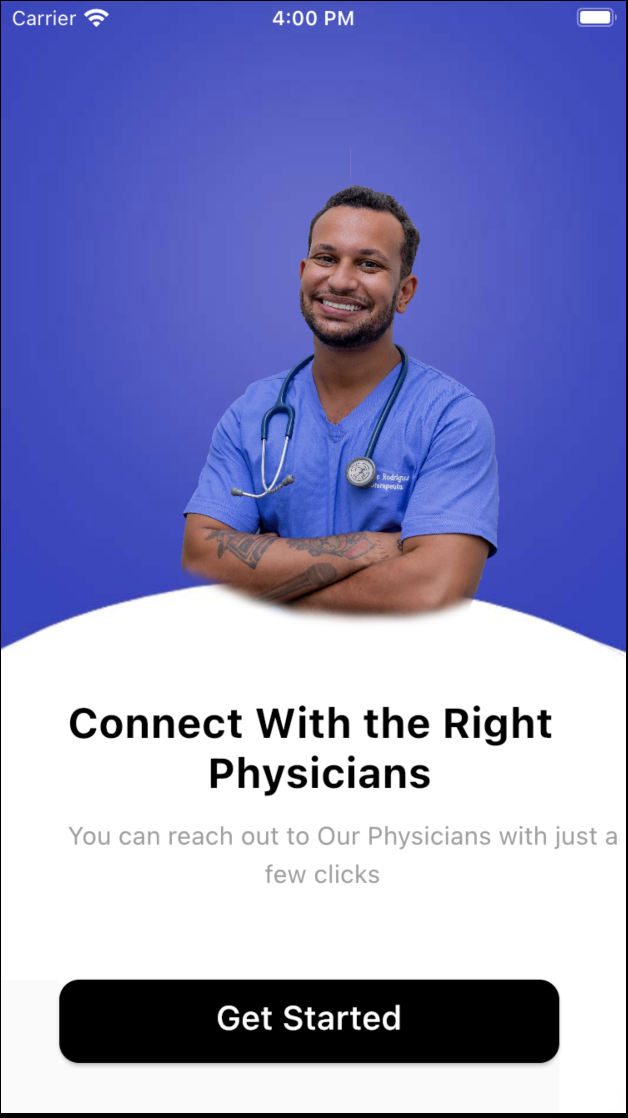 Carrier
4:00 PM
Connect With the Right
Physicians
You can reach out to Our Physicians with just a
few clicks
Get Started